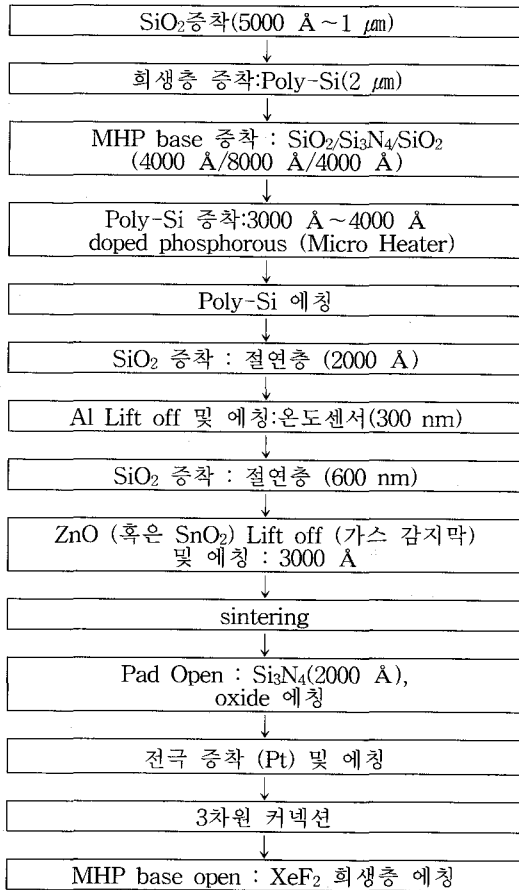 SiO₂증착(5000 Å∼1 ㎛)
희생층 증착:Poly-Si(2 ㎛)
MHP base 증착 : SiO₂/Si₃N₄/SiO₂
(4000 Å/8000 Å/4000 Å)
Poly-Si 증착:3000 Å∼4000 Å
doped phosphorous (Micro Heater)
Poly-Si 에칭
SiO₂ 증착 : 절연층 (2000 Å)
Al Lift off 및 에칭:온도센서(300 nm)
SiO₂ 증착 : 절연층 (600 nm)
ZnO (혹은 SnO₂) Lift off (가스 감지막)
및 에칭 : 3000 Å
sintering
Pad Open : Si₃N₄(2000 Å),
oxide 에칭
전극 증착 (Pt) 및 에칭
3차원 커넥션
MHP base open : XeF₂ 희생층 에칭